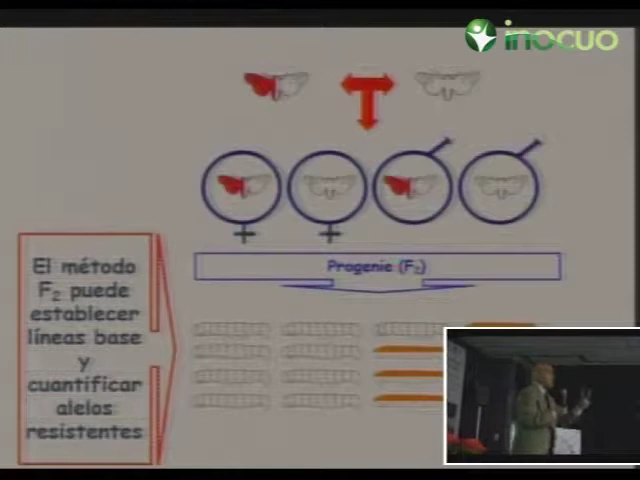 inocuo
Progenie (F₂)
El método
F₂ puede
establecer
líneas base
y
cuantificar
alelos
resistentes